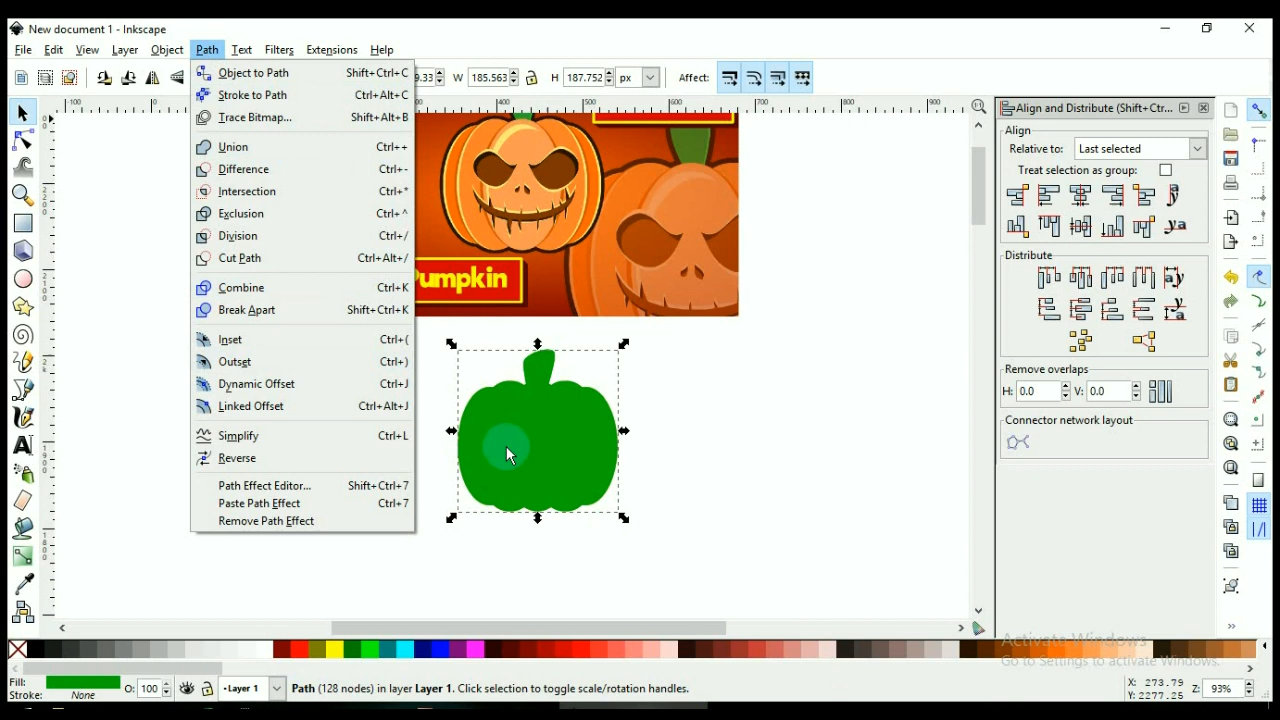 New document 1 - Inkscape
File Edit View Layer Object Path Text Filters Extensions Help
9.33 W 185.563 H 187.752 px Affect:
Object to Path Shift+Ctrl+C
Stroke to Path Ctrl+Alt+C
Trace Bitmap... Shift+Alt+B
Union Ctrl++
Difference Ctrl+-
Intersection Ctrl+*
Exclusion Ctrl+^
Division Ctrl+/
Cut Path Ctrl+Alt+/
Combine Ctrl+K
Break Apart Shift+Ctrl+K
Inset Ctrl+(
Outset Ctrl+)
Dynamic Offset Ctrl+J
Linked Offset Ctrl+Alt+J
Simplify Ctrl+L
Reverse
Path Effect Editor... Shift+Ctrl+7
Paste Path Effect Ctrl+7
Remove Path Effect
Pumpkin
Align and Distribute (Shift+Ctr...
Align
Relative to: Last selected
Treat selection as group:
Distribute
Remove overlaps
H: 0.0 V: 0.0
Connector network layout
Activate Windows
Go to Settings to activate Windows.
Fill:
Stroke: None O: 100 Layer 1 Path (128 nodes) in layer Layer 1. Click selection to toggle scale/rotation handles.
X: 273.79
Y: 2277.25 Z: 93%